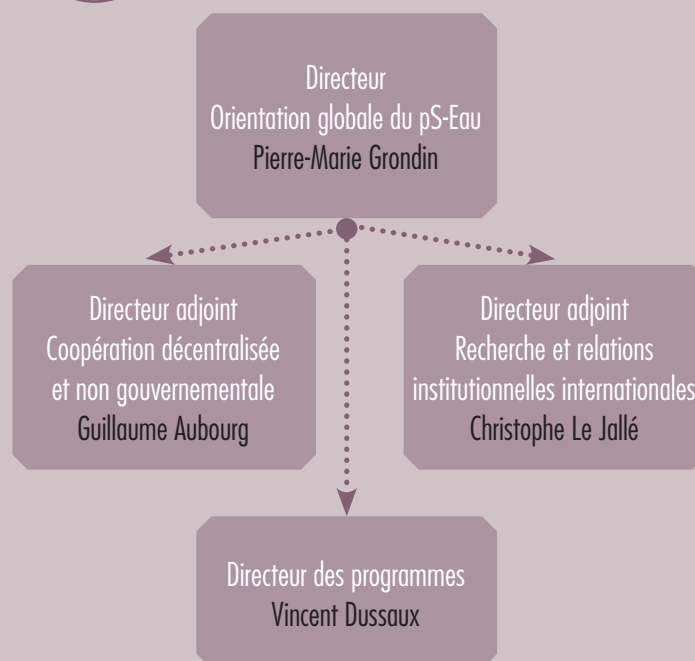 Directeur
Orientation globale du pS-Eau
Pierre-Marie Grondin
Directeur adjoint
Coopération décentralisée
et non gouvernementale
Guillaume Aubourg
Directeur adjoint
Recherche et relations
institutionnelles internationales
Christophe Le Jallé
Directeur des programmes
Vincent Dussaux